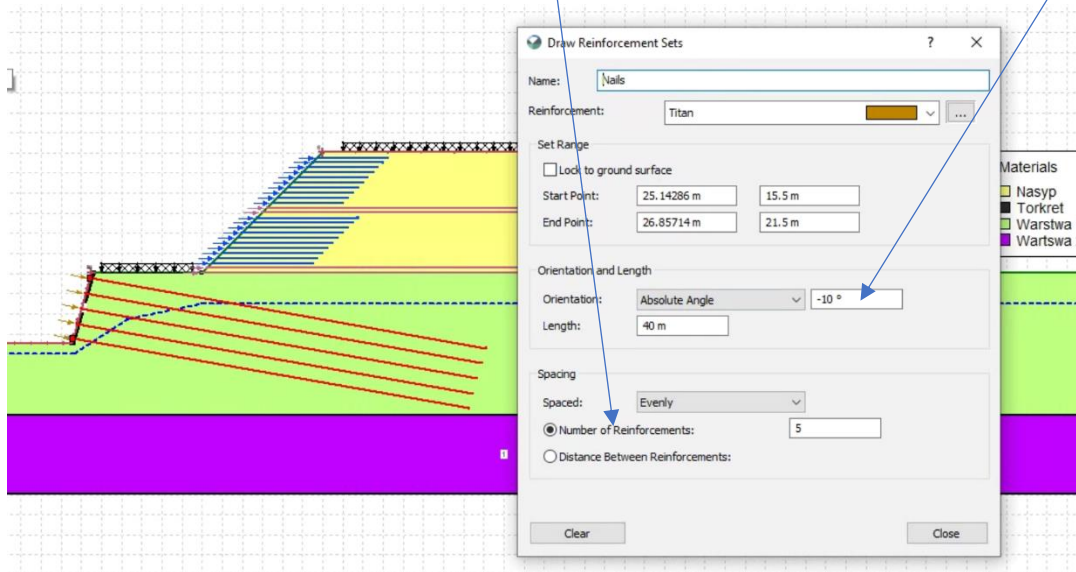 Draw Reinforcement Sets ? ×
Name: Nails
Reinforcement: Titan ...
Set Range
Lock to ground surface
Start Point: 25.14286 m 15.5 m
End Point: 26.85714 m 21.5 m
Orientation and Length
Orientation: Absolute Angle -10 °
Length: 40 m
Spacing
Spaced: Evenly
Number of Reinforcements: 5
Distance Between Reinforcements:
Clear Close
Materials
Nasyp
Torkret
Warstwa
Wartswa
1